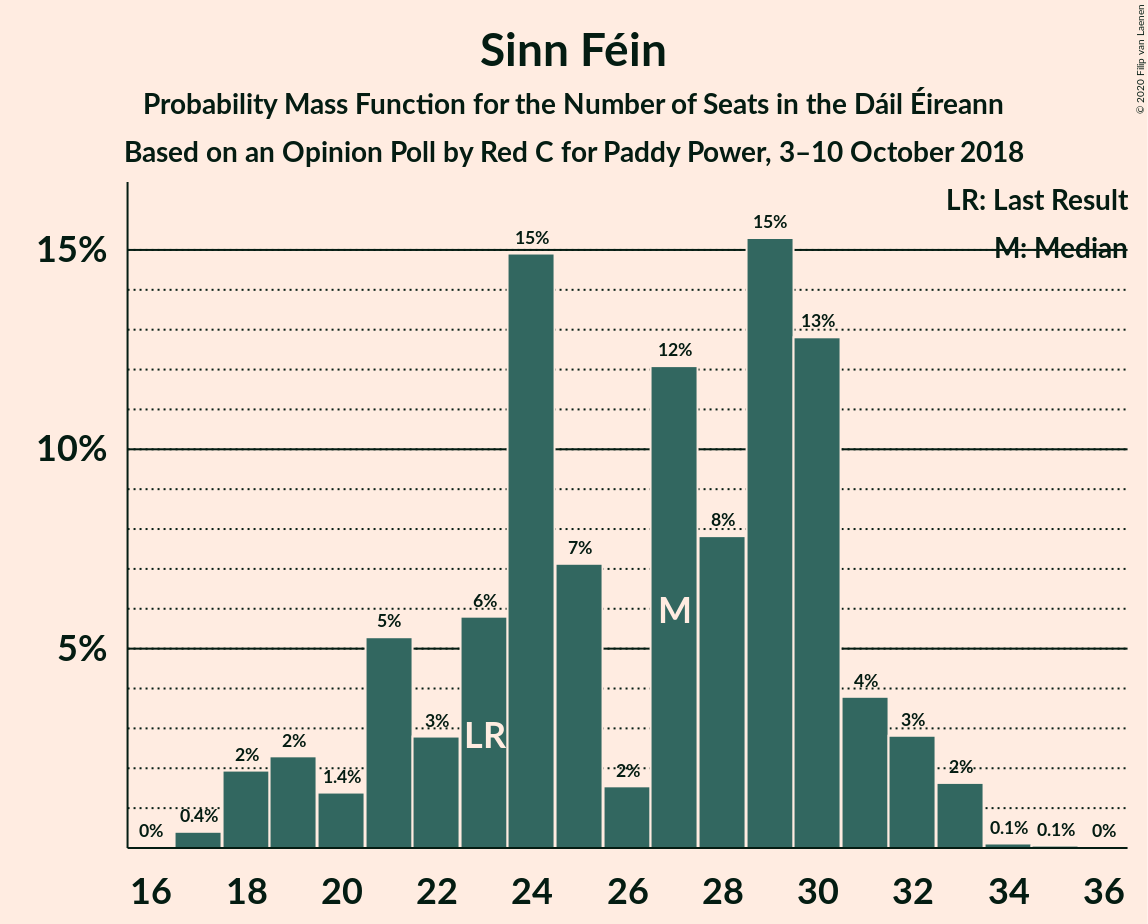 Sinn Féin
Probability Mass Function for the Number of Seats in the Dáil Éireann
Based on an Opinion Poll by Red C for Paddy Power, 3–10 October 2018
© 2020 Filip van Laenen
LR: Last Result
M: Median
15%
10%
5%
0%
0.4%
2%
2%
1.4%
5%
3%
6%
15%
7%
2%
12%
8%
15%
13%
4%
3%
2%
0.1%
0.1%
0%
LR
M
16 18 20 22 24 26 28 30 32 34 36